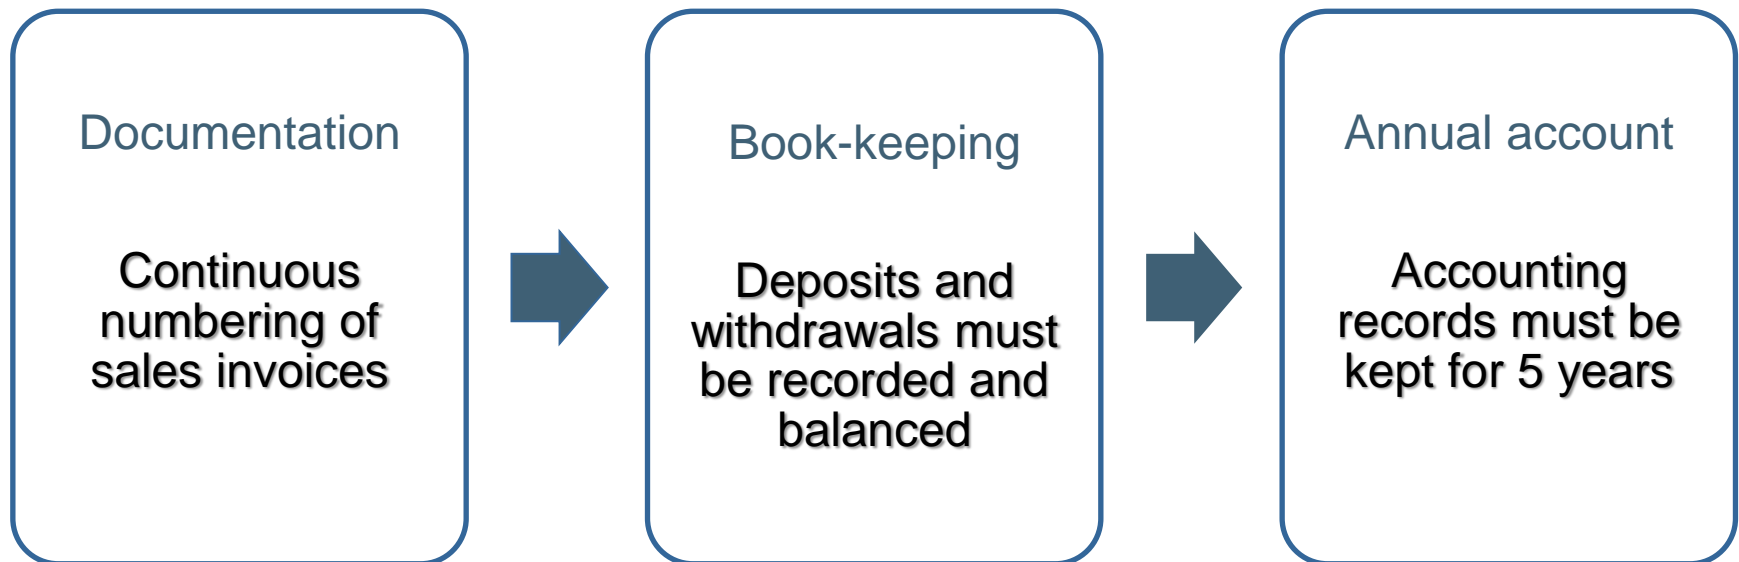 Documentation
Continuous
numbering of
sales invoices
Book-keeping
Deposits and
withdrawals must
be recorded and
balanced
Annual account
Accounting
records must be
kept for 5 years